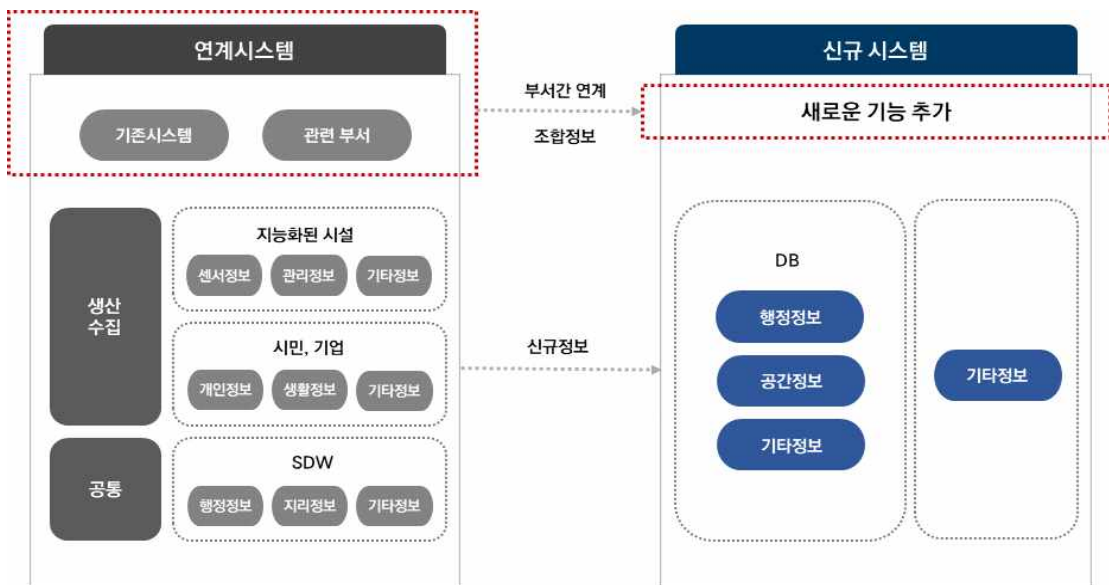 연계시스템
기존시스템
관련 부서
생산
수집
지능화된 시설
센서정보
관리정보
기타정보
시민, 기업
개인정보
생활정보
기타정보
공통
SDW
행정정보
지리정보
기타정보
부서간 연계
조합정보
신규정보
신규 시스템
새로운 기능 추가
DB
행정정보
공간정보
기타정보
기타정보